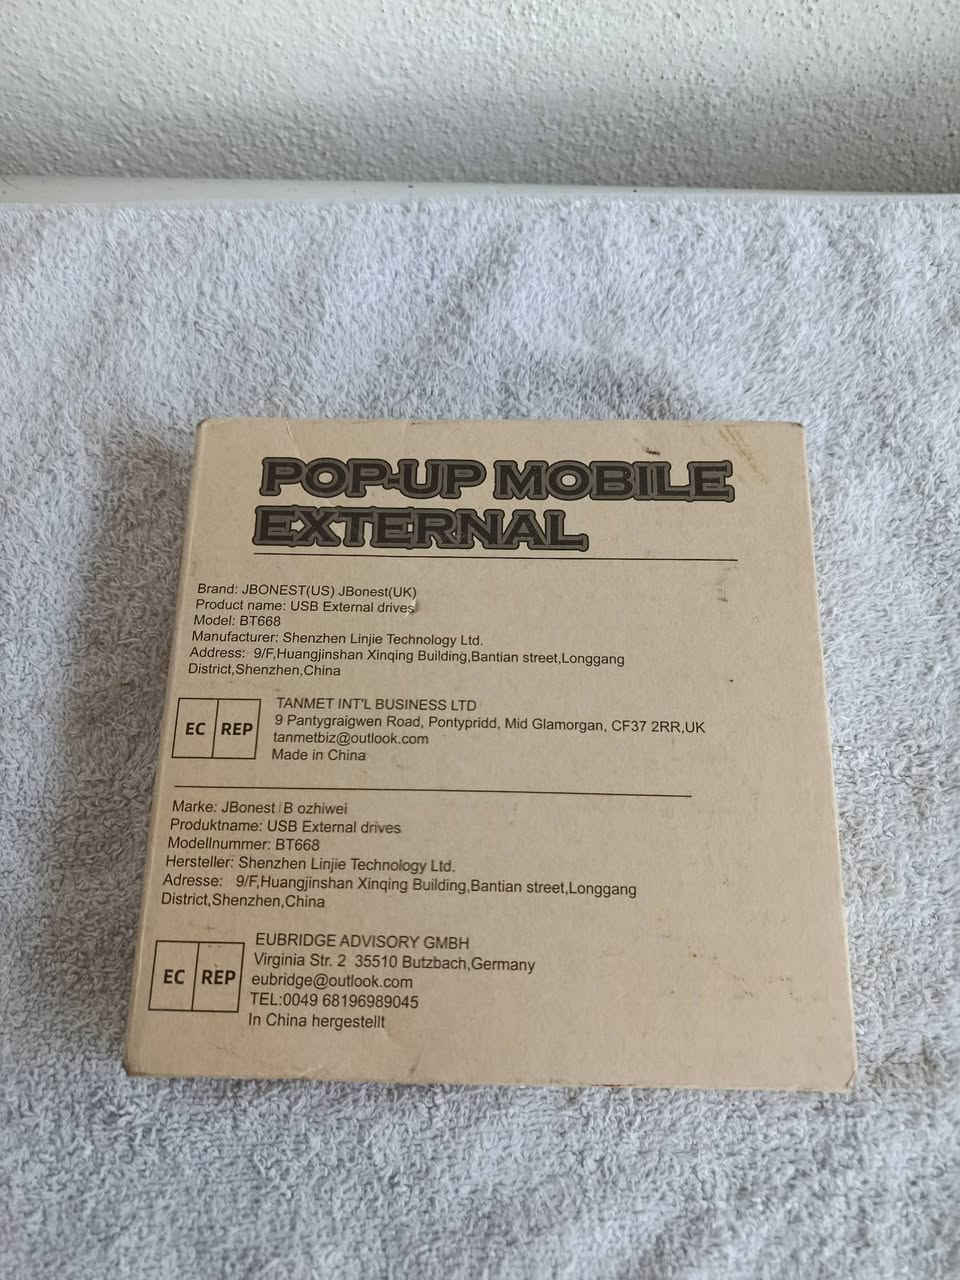 POP-UP MOBILE
EXTERNAL
Brand: JBONEST(US) JBonest(UK)
Product name: USB External drives
Model: BT668
Manufacturer: Shenzhen Linjie Technology Ltd.
Address: 9/F,Huangjinshan Xinqing Building,Bantian street,Longgang
District,Shenzhen,China
EC REP
TANMET INT'L BUSINESS LTD
9 Pantygraigwen Road, Pontypridd, Mid Glamorgan, CF37 2RR,UK
tanmetbiz@outlook.com
Made in China
Marke: JBonest B ozhiwei
Produktname: USB External drives
Modellnummer: BT668
Hersteller: Shenzhen Linjie Technology Ltd.
Adresse: 9/F,Huangjinshan Xinqing Building,Bantian street,Longgang
District,Shenzhen,China
EC REP
EUBRIDGE ADVISORY GMBH
Virginia Str. 2 35510 Butzbach,Germany
eubridge@outlook.com
TEL:0049 68196989045
In China hergestellt